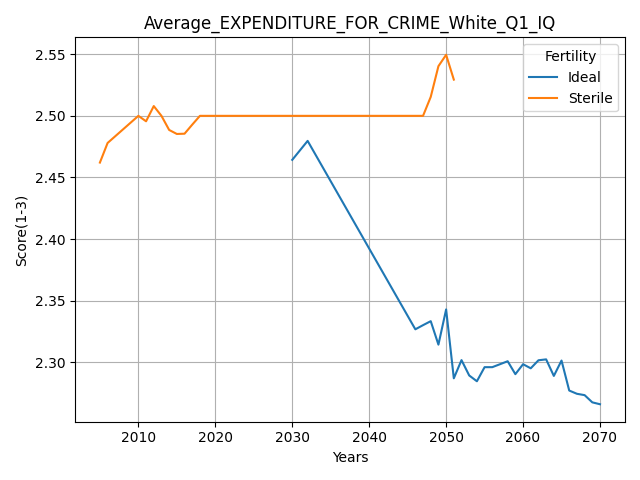 Average_EXPENDITURE_FOR_CRIME_White_Q1_IQ
Fertility
Ideal
Sterile
Score(1-3)
2.55
2.50
2.45
2.40
2.35
2.30
2010 2020 2030 2040 2050 2060 2070
Years